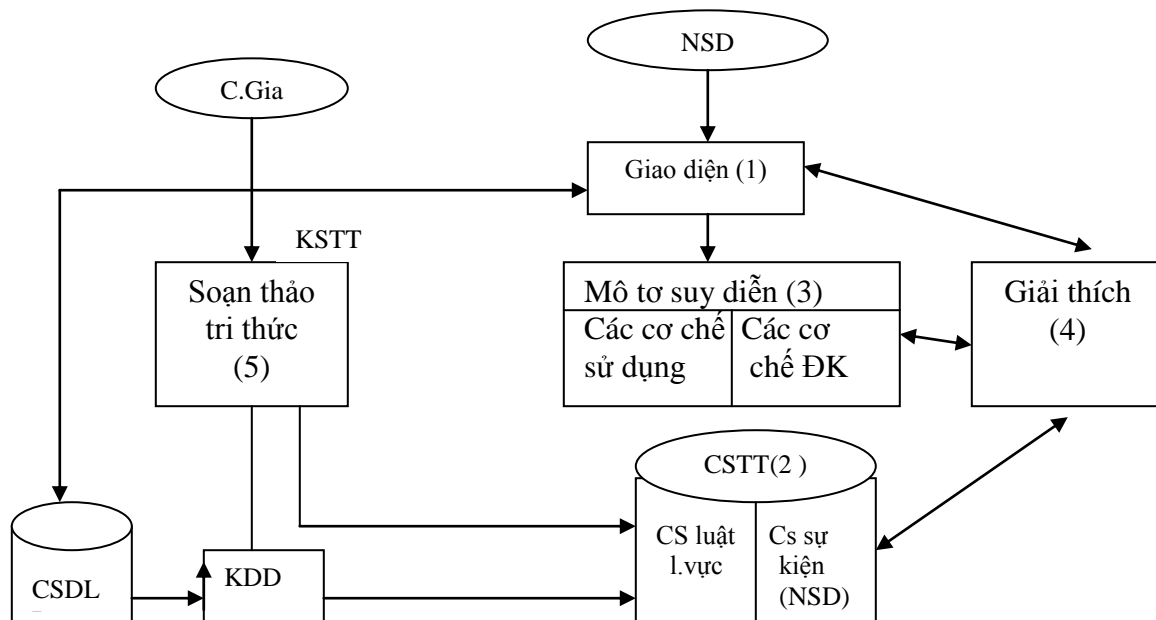 NSD
C.Gia
Giao diện (1)
KSTT
Soạn thảo
tri thức
(5)
Mô tơ suy diễn (3)
Các cơ chế
sử dụng
Các cơ
chế ĐK
Giải thích
(4)
CSTT(2 )
CS luật
l.vực
Cs sự
kiện
(NSD)
CSDL
KDD